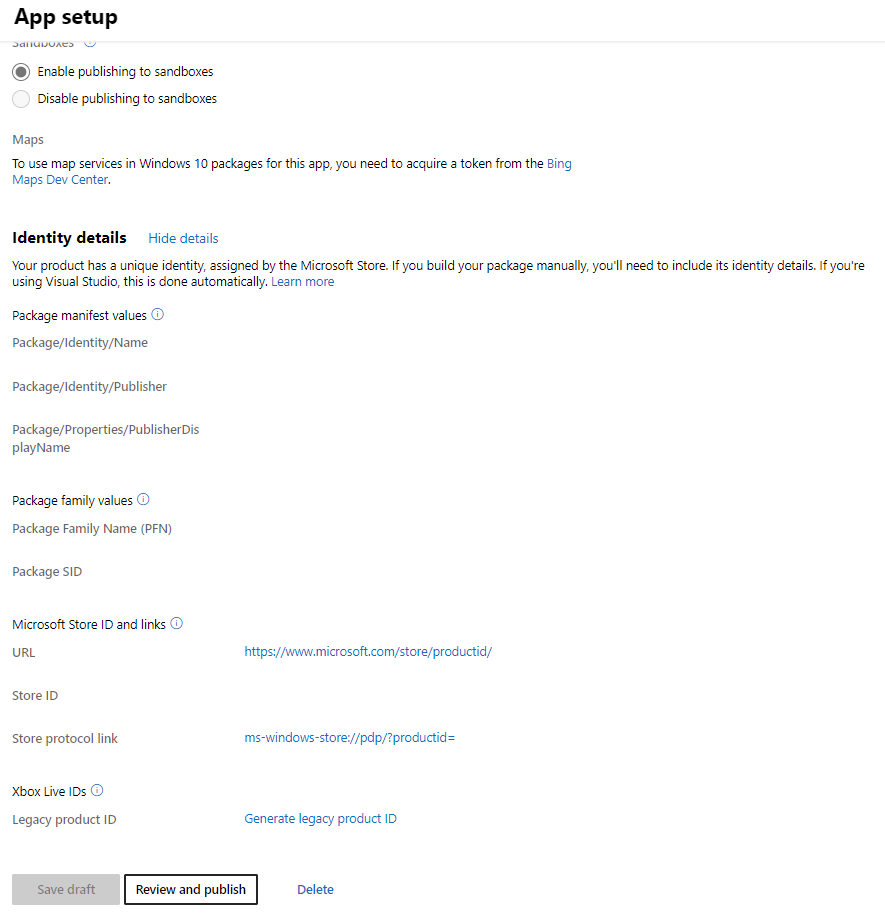 App setup
Sandboxes
Enable publishing to sandboxes
Disable publishing to sandboxes
Maps
To use map services in Windows 10 packages for this app, you need to acquire a token from the Bing
Maps Dev Center.
Identity details Hide details
Your product has a unique identity, assigned by the Microsoft Store. If you build your package manually, you'll need to include its identity details. If you're
using Visual Studio, this is done automatically. Learn more
Package manifest values
Package/Identity/Name
Package/Identity/Publisher
Package/Properties/PublisherDis
playName
Package family values
Package Family Name (PFN)
Package SID
Microsoft Store ID and links
URL https://www.microsoft.com/store/productid/
Store ID
Store protocol link ms-windows-store://pdp/?productid=
Xbox Live IDs
Legacy product ID Generate legacy product ID
Save draft Review and publish Delete